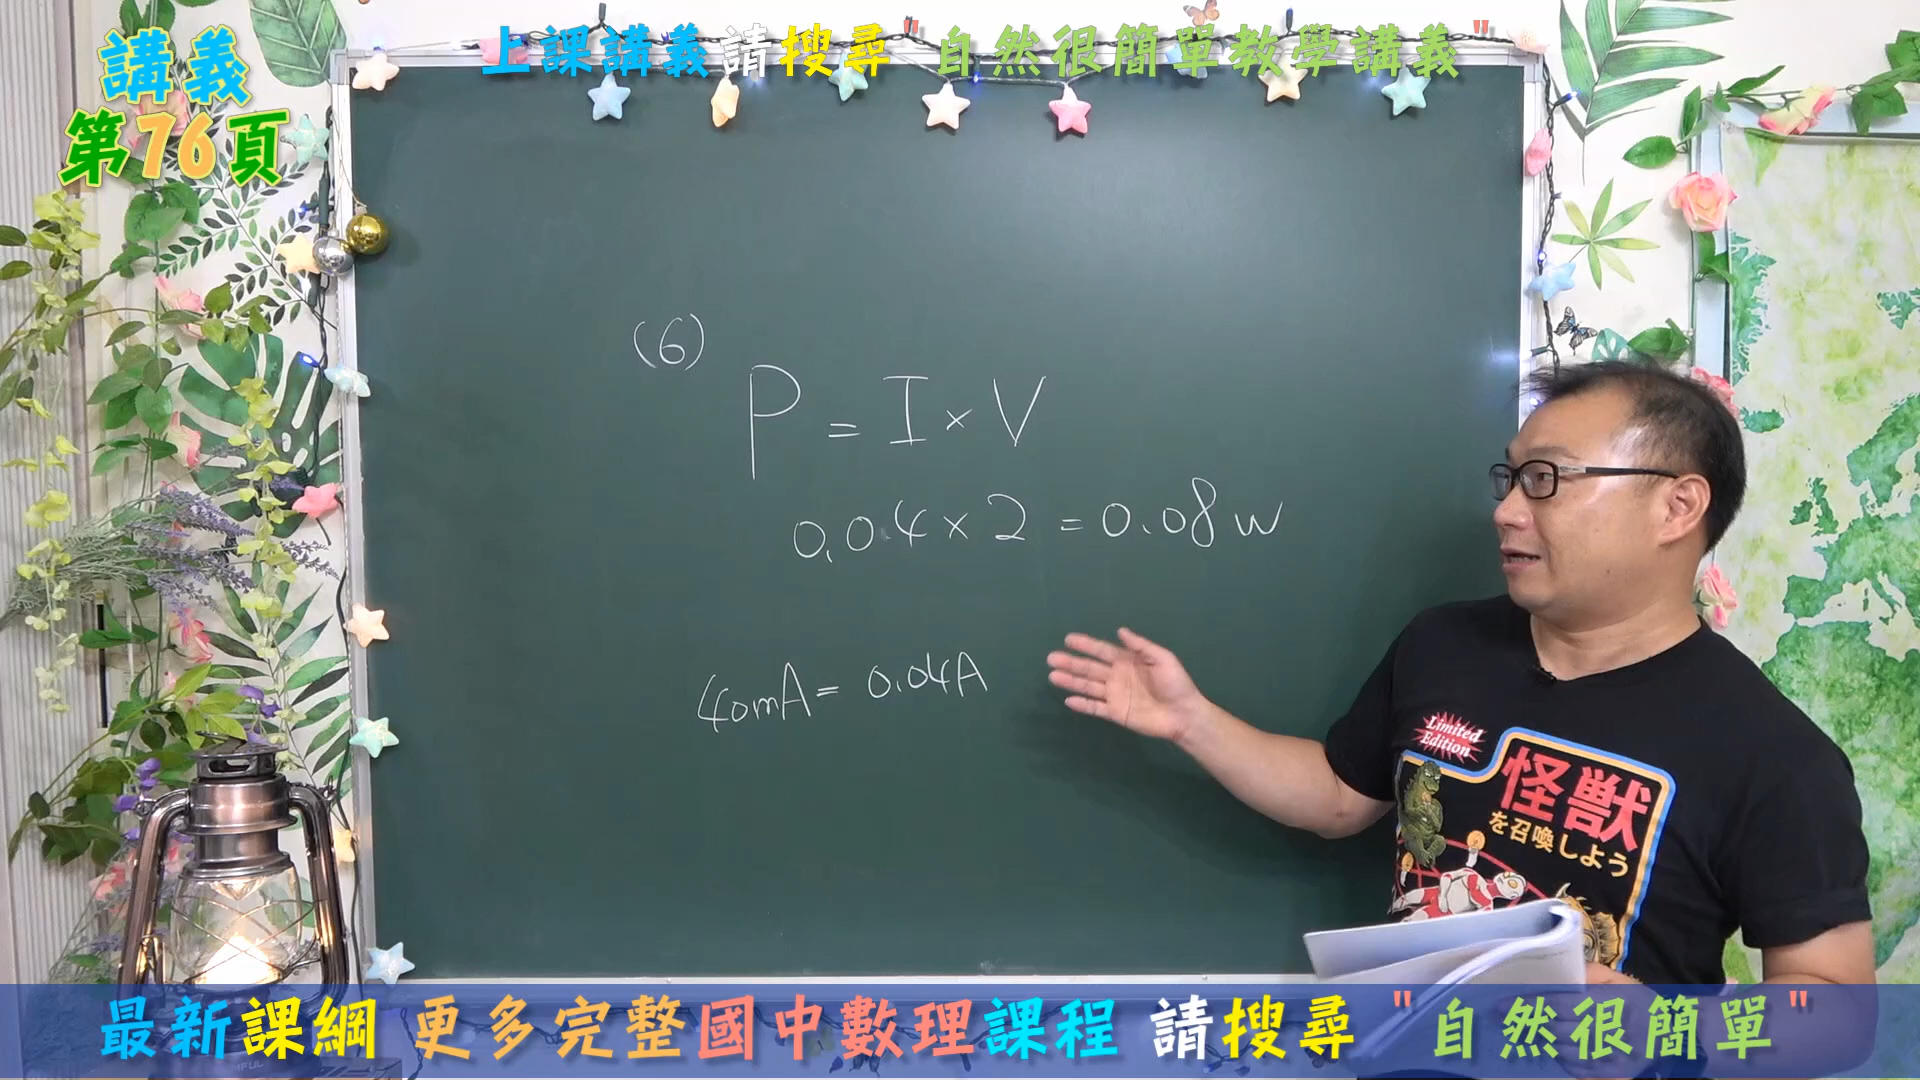 上課講義請搜尋"自然很簡單教學講義"
講義
第76頁
(6)
P = I × V
0.04 × 2 = 0.08 w
40mA = 0.04A
Limited
Edition
怪獣
を召喚しよう
最新課綱 更多完整國中數理課程 請搜尋 "自然很簡單"